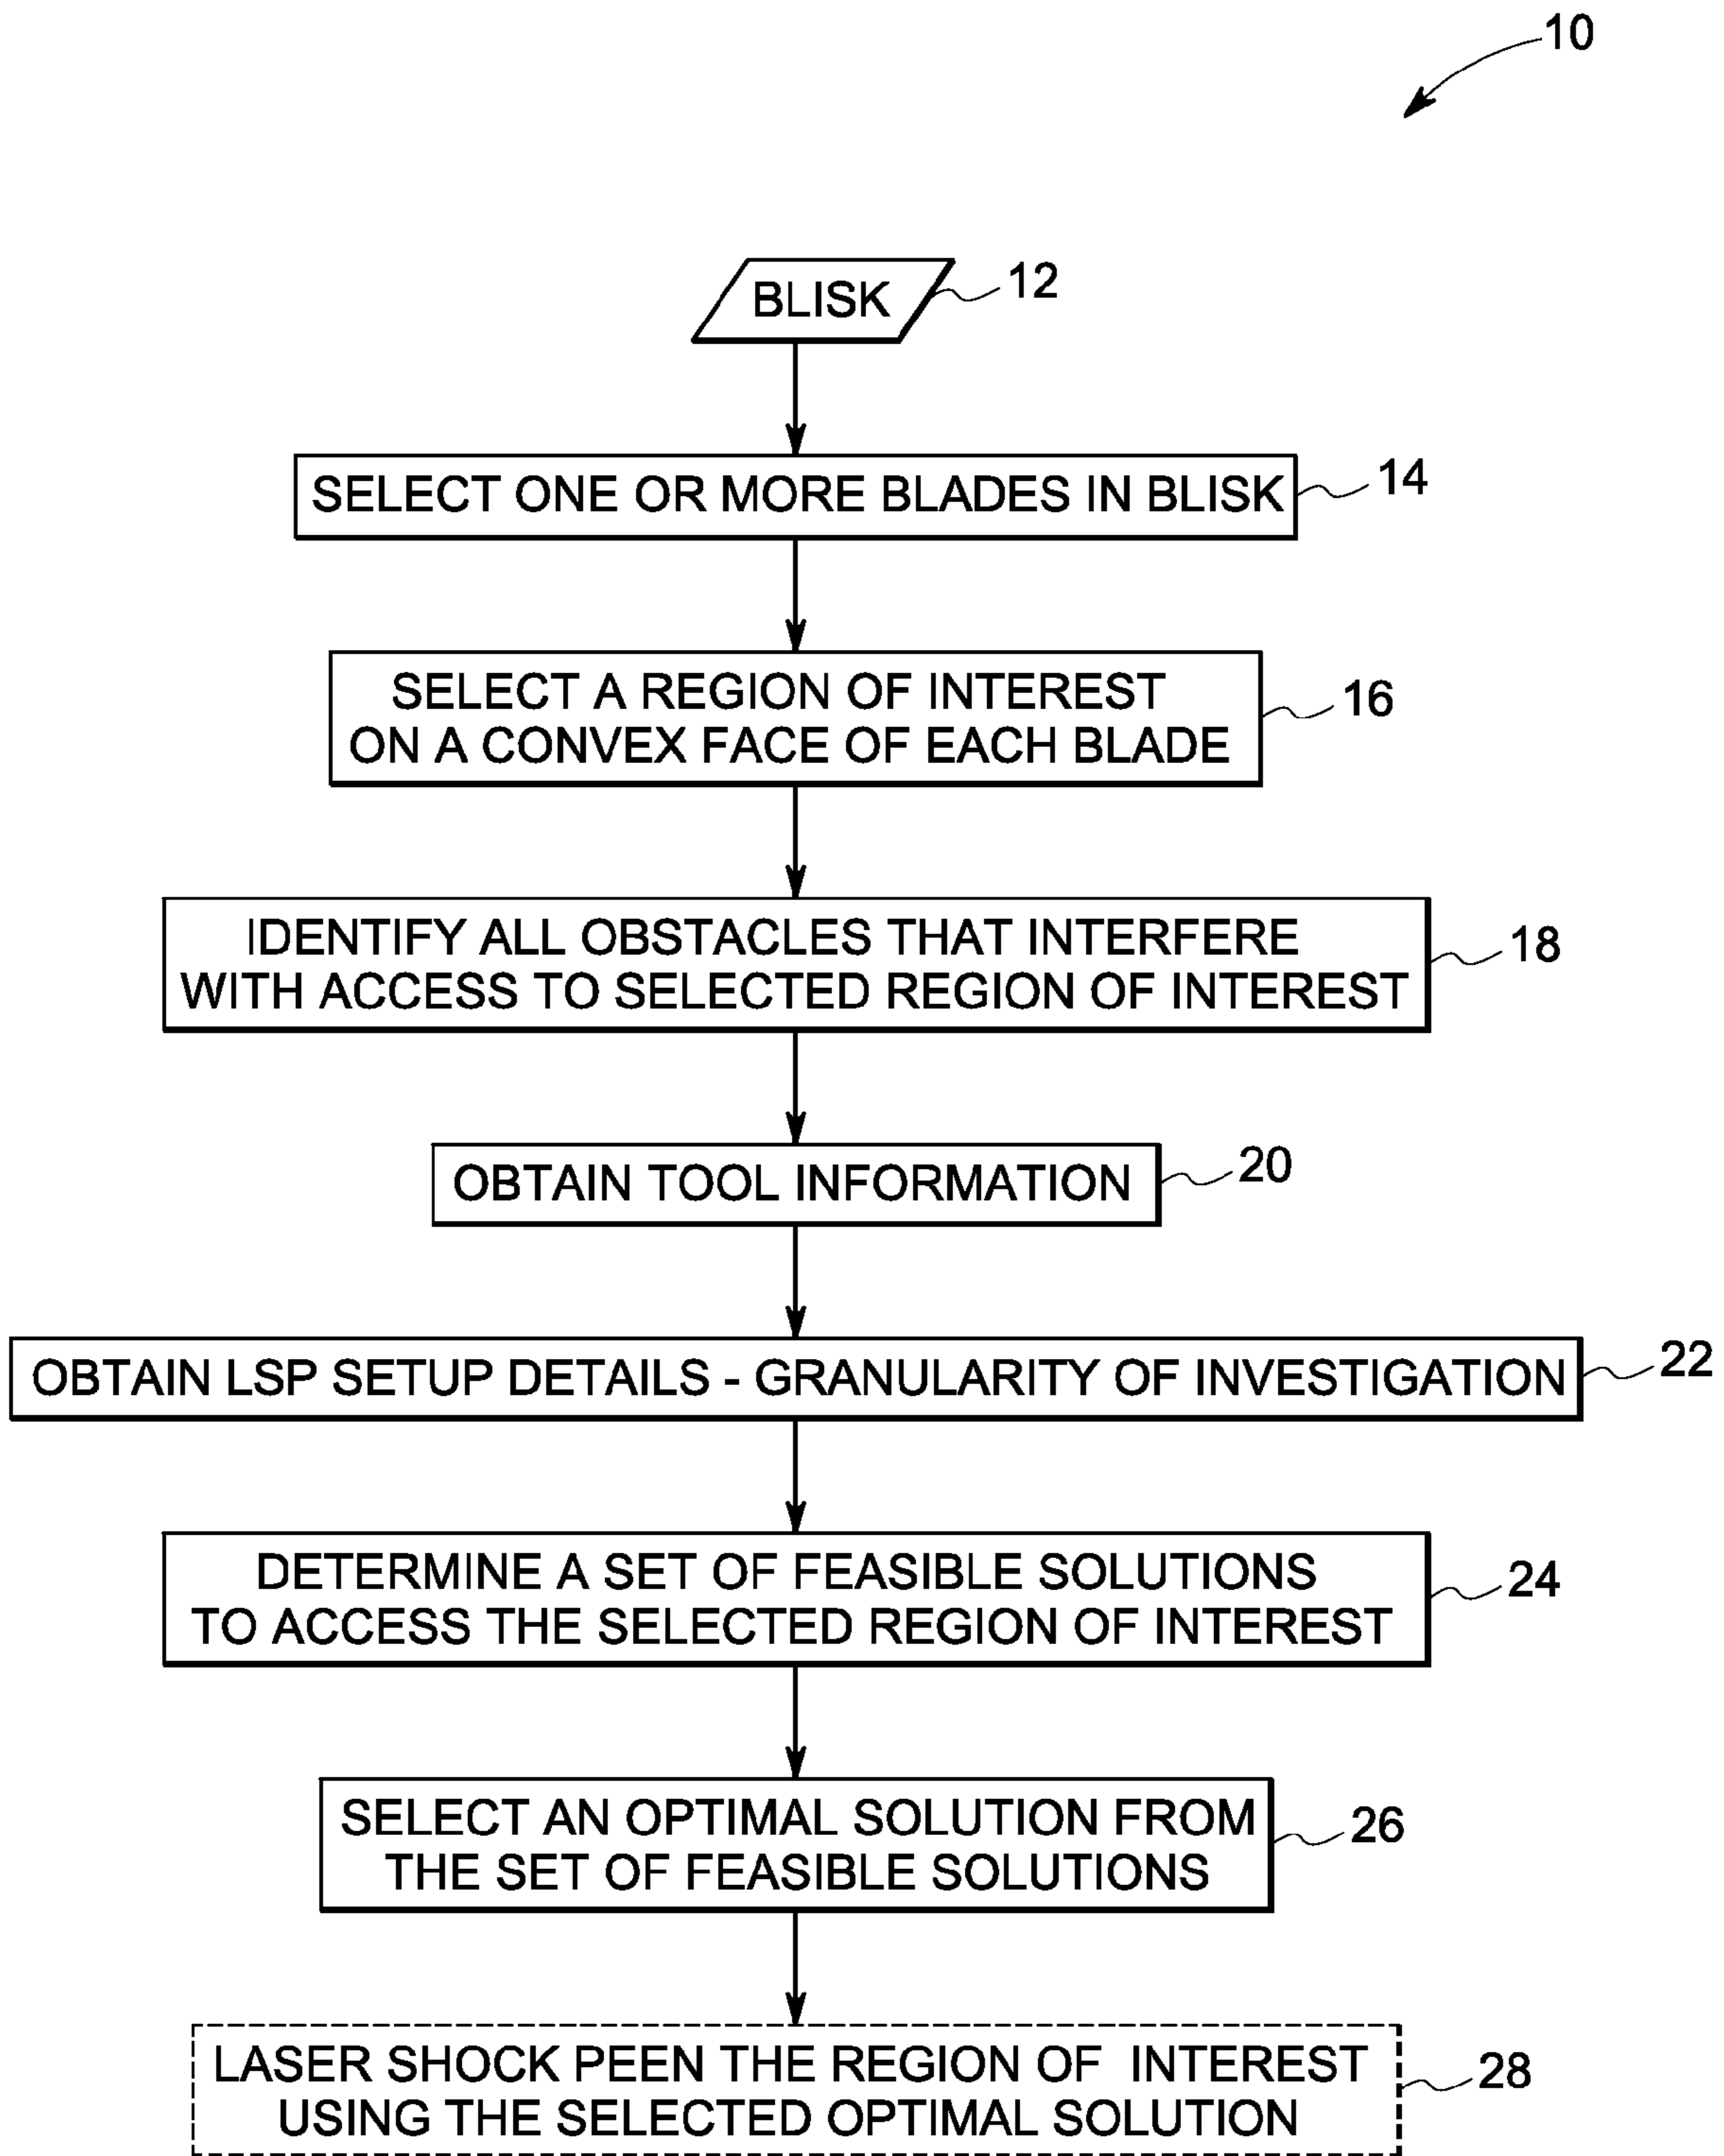 10
BLISK
12
SELECT ONE OR MORE BLADES IN BLISK
14
SELECT A REGION OF INTEREST
ON A CONVEX FACE OF EACH BLADE
16
IDENTIFY ALL OBSTACLES THAT INTERFERE
WITH ACCESS TO SELECTED REGION OF INTEREST
18
OBTAIN TOOL INFORMATION
20
OBTAIN LSP SETUP DETAILS - GRANULARITY OF INVESTIGATION
22
DETERMINE A SET OF FEASIBLE SOLUTIONS
TO ACCESS THE SELECTED REGION OF INTEREST
24
SELECT AN OPTIMAL SOLUTION FROM
THE SET OF FEASIBLE SOLUTIONS
26
LASER SHOCK PEEN THE REGION OF INTEREST
USING THE SELECTED OPTIMAL SOLUTION
28